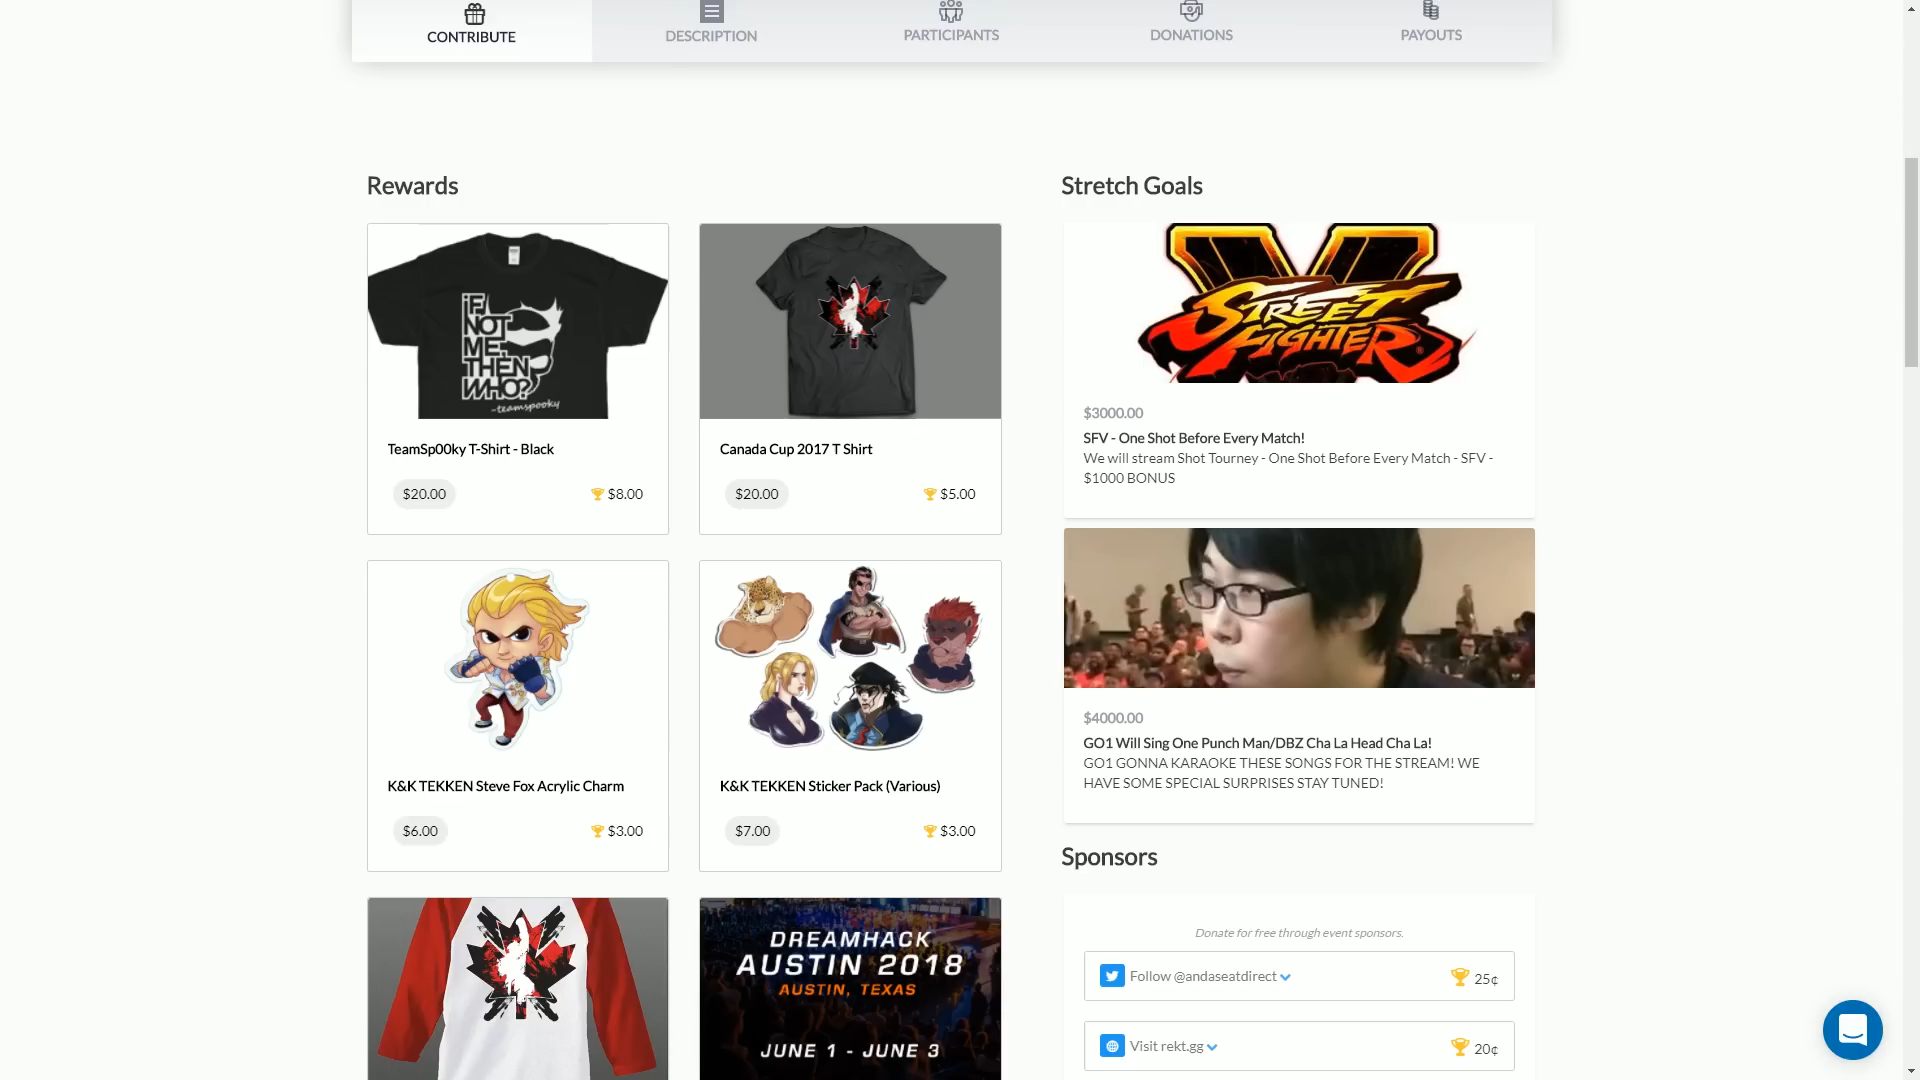 CONTRIBUTE
DESCRIPTION
PARTICIPANTS
DONATIONS
PAYOUTS
Rewards
IF
NOT
ME,
THEN
WHO?
-teamspooky
TeamSp00ky T-Shirt - Black
$20.00
$8.00
Canada Cup 2017 T Shirt
$20.00
$5.00
K&K TEKKEN Steve Fox Acrylic Charm
$6.00
$3.00
K&K TEKKEN Sticker Pack (Various)
$7.00
$3.00
DREAMHACK
AUSTIN 2018
AUSTIN, TEXAS
JUNE 1 - JUNE 3
Stretch Goals
V
STREET
FIGHTER
$3000.00
SFV - One Shot Before Every Match!
We will stream Shot Tourney - One Shot Before Every Match - SFV -
$1000 BONUS
$4000.00
GO1 Will Sing One Punch Man/DBZ Cha La Head Cha La!
GO1 GONNA KARAOKE THESE SONGS FOR THE STREAM! WE
HAVE SOME SPECIAL SURPRISES STAY TUNED!
Sponsors
Donate for free through event sponsors.
Follow @andaseatdirect
25¢
Visit rekt.gg
20¢